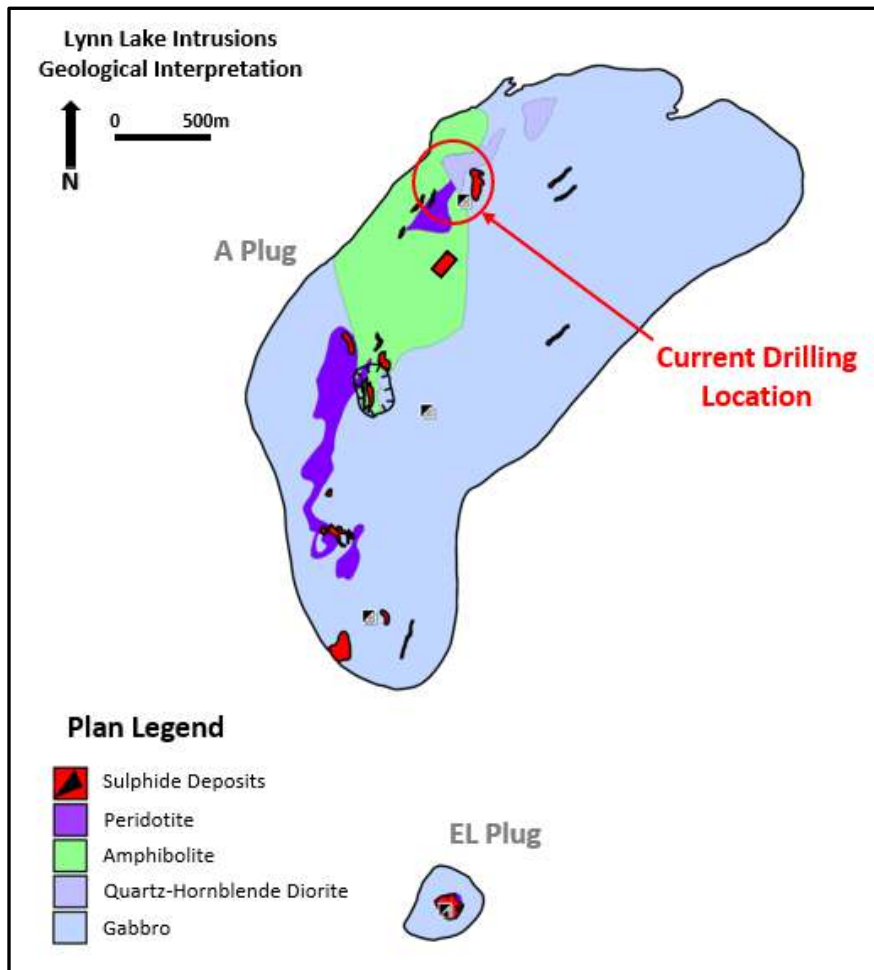 Lynn Lake Intrusions
Geological Interpretation
0 500m
N
A Plug
Current Drilling
Location
Plan Legend
Sulphide Deposits
Peridotite
Amphibolite
Quartz-Hornblende Diorite
Gabbro
EL Plug